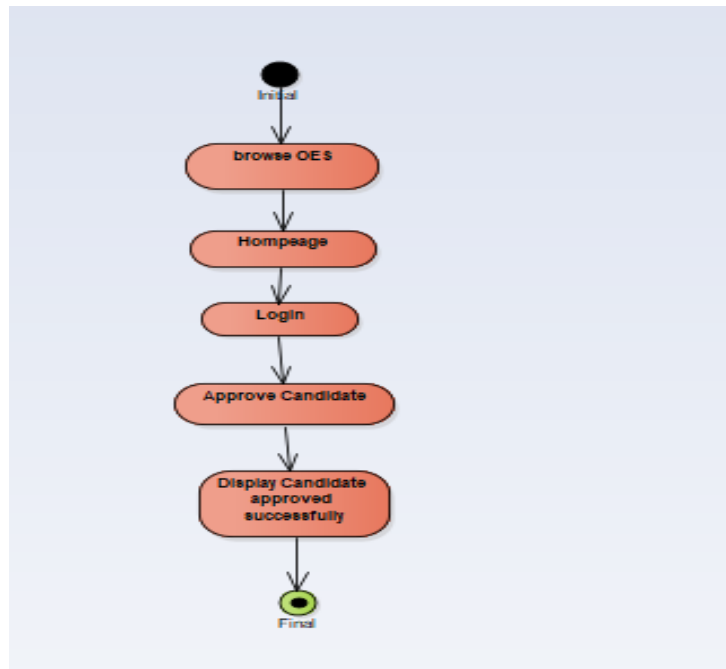 Initial
browse OES
Hompeage
Login
Approve Candidate
Display Candidate
approved
successfully
Final